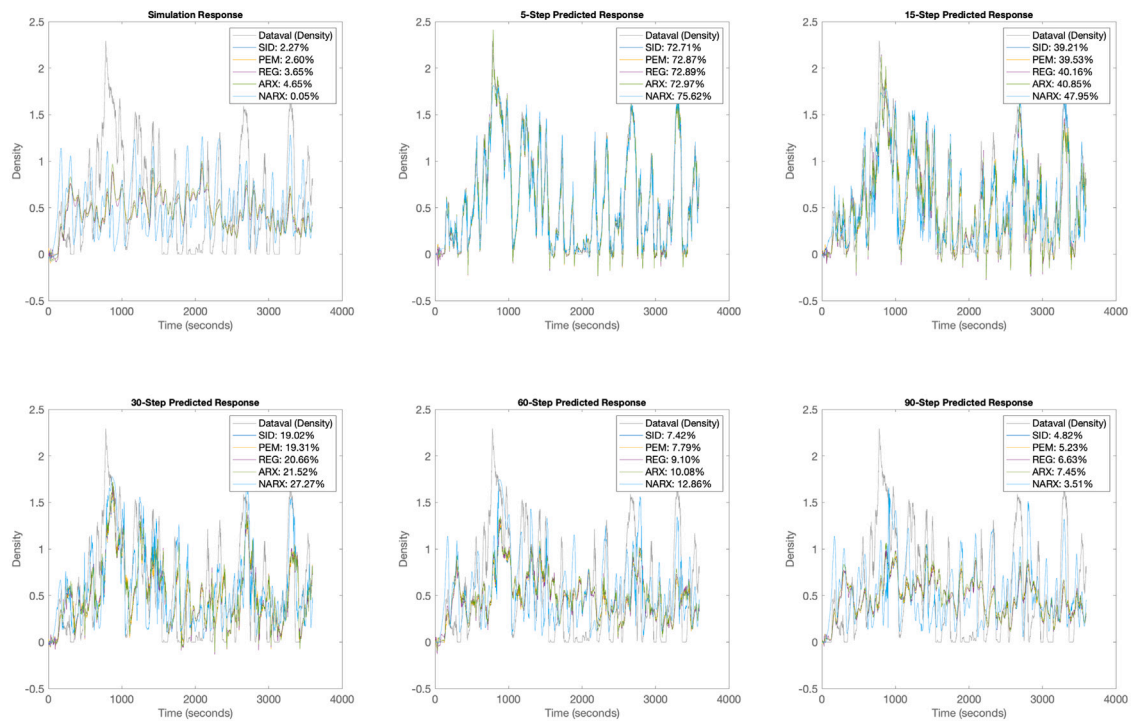 Simulation Response
Dataval (Density)
SID: 2.27%
PEM: 2.60%
REG: 3.65%
ARX: 4.65%
NARX: 0.05%
2.5
2
1.5
1
0.5
0
-0.5
Density
0
1000
2000
3000
4000
Time (seconds)
5-Step Predicted Response
Dataval (Density)
SID: 72.71%
PEM: 72.87%
REG: 72.89%
ARX: 72.97%
NARX: 75.62%
2.5
2
1.5
1
0.5
0
-0.5
Density
0
1000
2000
3000
4000
Time (seconds)
15-Step Predicted Response
Dataval (Density)
SID: 39.21%
PEM: 39.53%
REG: 40.16%
ARX: 40.85%
NARX: 47.95%
2.5
2
1.5
1
0.5
0
-0.5
Density
0
1000
2000
3000
4000
Time (seconds)
30-Step Predicted Response
Dataval (Density)
SID: 19.02%
PEM: 19.31%
REG: 20.66%
ARX: 21.52%
NARX: 27.27%
2.5
2
1.5
1
0.5
0
-0.5
Density
0
1000
2000
3000
4000
Time (seconds)
60-Step Predicted Response
Dataval (Density)
SID: 7.42%
PEM: 7.79%
REG: 9.10%
ARX: 10.08%
NARX: 12.86%
2.5
2
1.5
1
0.5
0
-0.5
Density
0
1000
2000
3000
4000
Time (seconds)
90-Step Predicted Response
Dataval (Density)
SID: 4.82%
PEM: 5.23%
REG: 6.63%
ARX: 7.45%
NARX: 3.51%
2.5
2
1.5
1
0.5
0
-0.5
Density
0
1000
2000
3000
4000
Time (seconds)